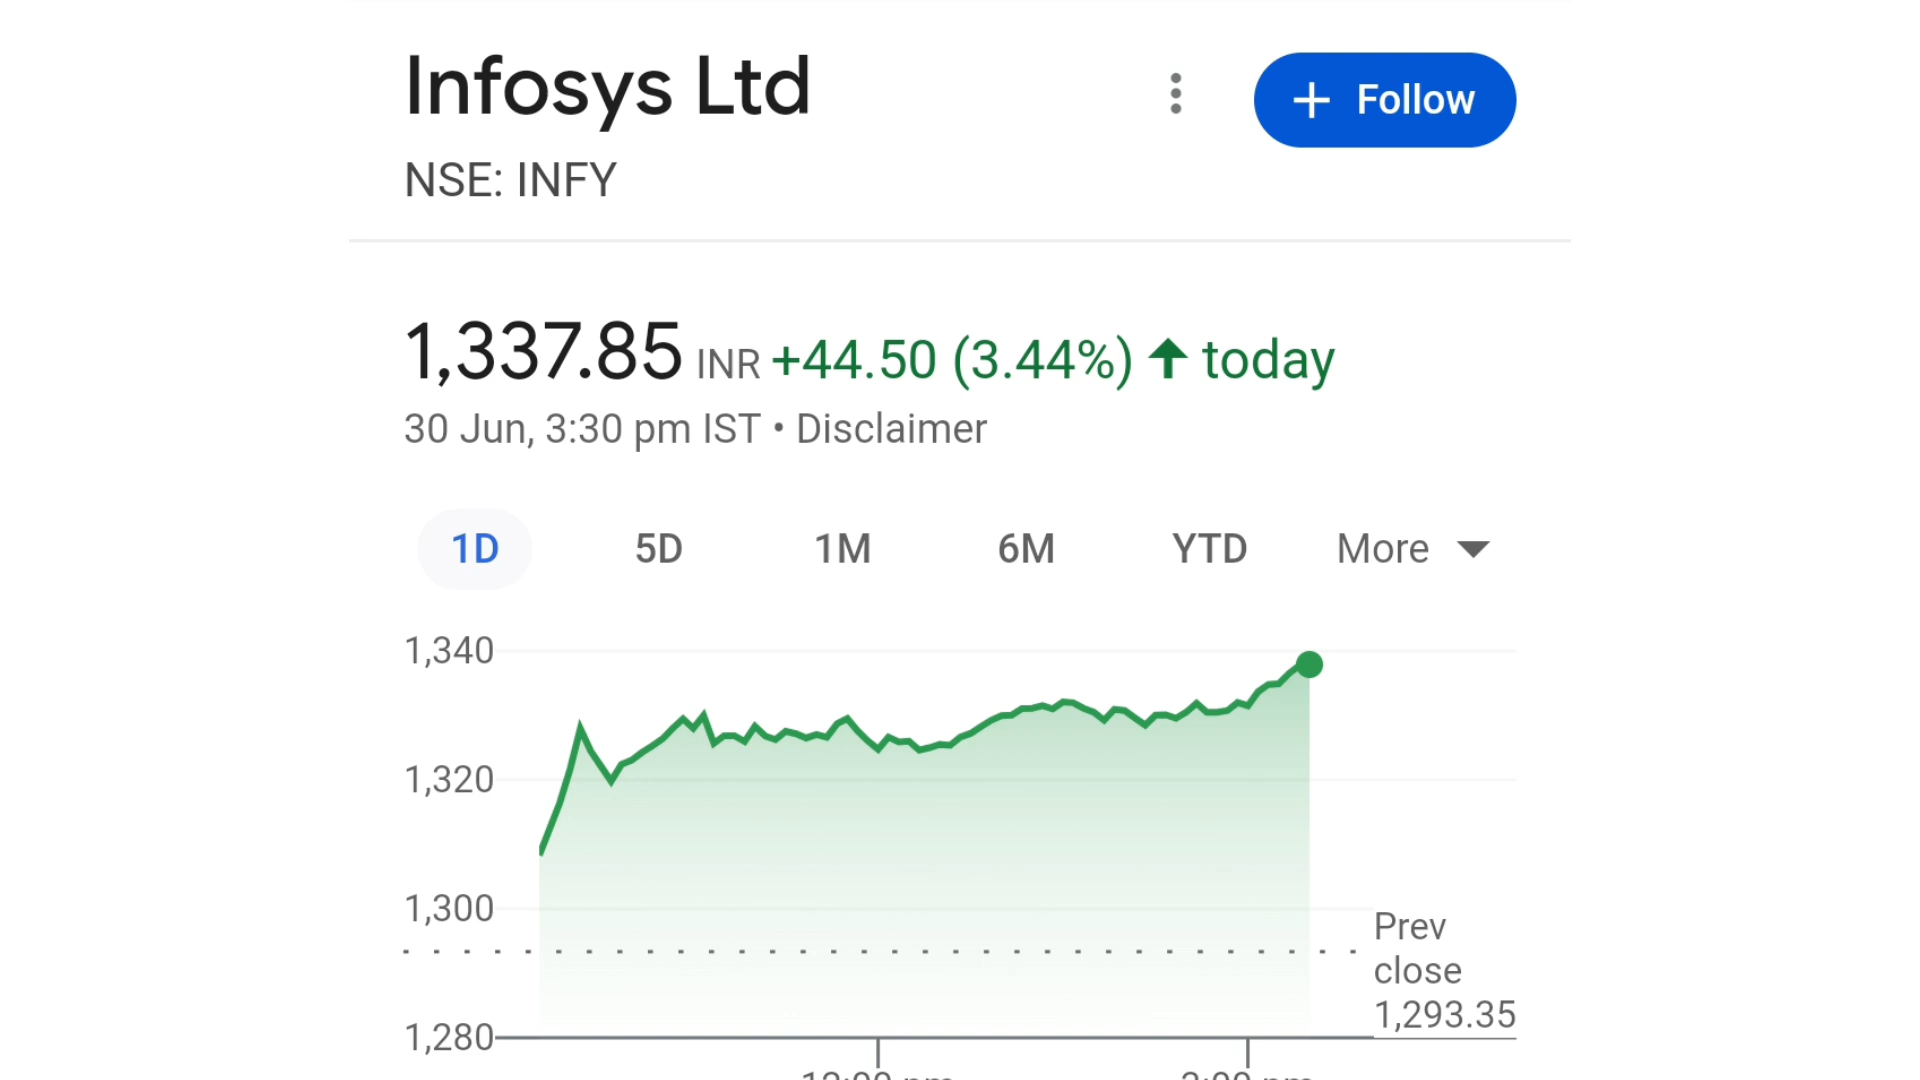 Infosys Ltd
+ Follow
NSE: INFY
1,337.85 INR +44.50 (3.44%) ↑ today
30 Jun, 3:30 pm IST • Disclaimer
1D 5D 1M 6M YTD More
1,340
1,320
1,300
Prev
close
1,293.35
1,280